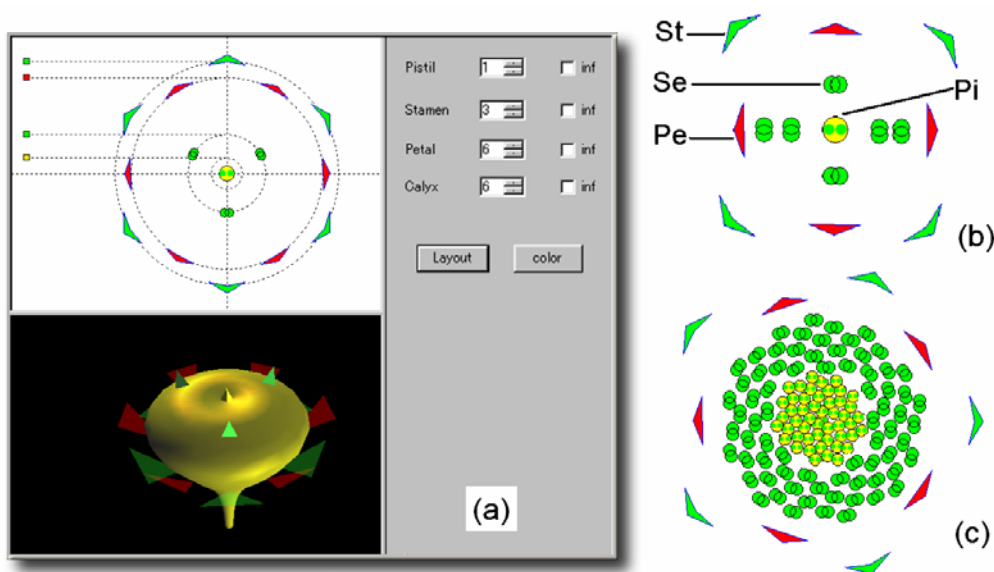 Pistil 1 inf
Stamen 3 inf
Petal 6 inf
Calyx 6 inf
Layout color
(a)
St
Se
Pi
Pe
(b)
(c)